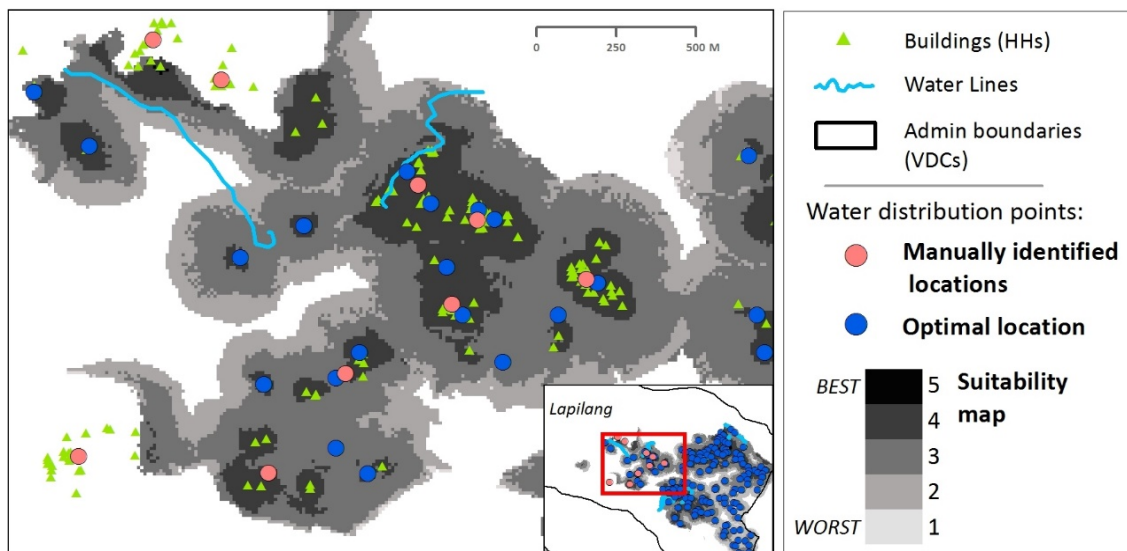 0 250 500 M
Lapilang
Buildings (HHs)
Water Lines
Admin boundaries
(VDCs)
Water distribution points:
Manually identified
locations
Optimal location
BEST 5 Suitability
4 map
3
2
WORST 1